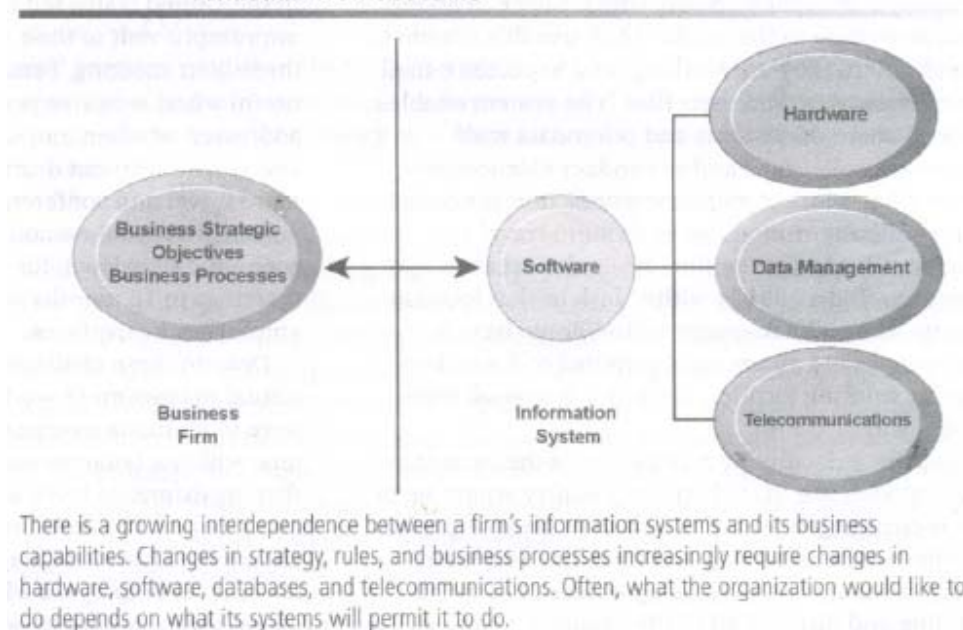 Hardware
Business Strategic
Objectives
Business Processes
Software
Data Management
Business
Firm
Information
System
Telecommunications
There is a growing interdependence between a firm's information systems and its business
capabilities. Changes in strategy, rules, and business processes increasingly require changes in
hardware, software, databases, and telecommunications. Often, what the organization would like to
do depends on what its systems will permit it to do.